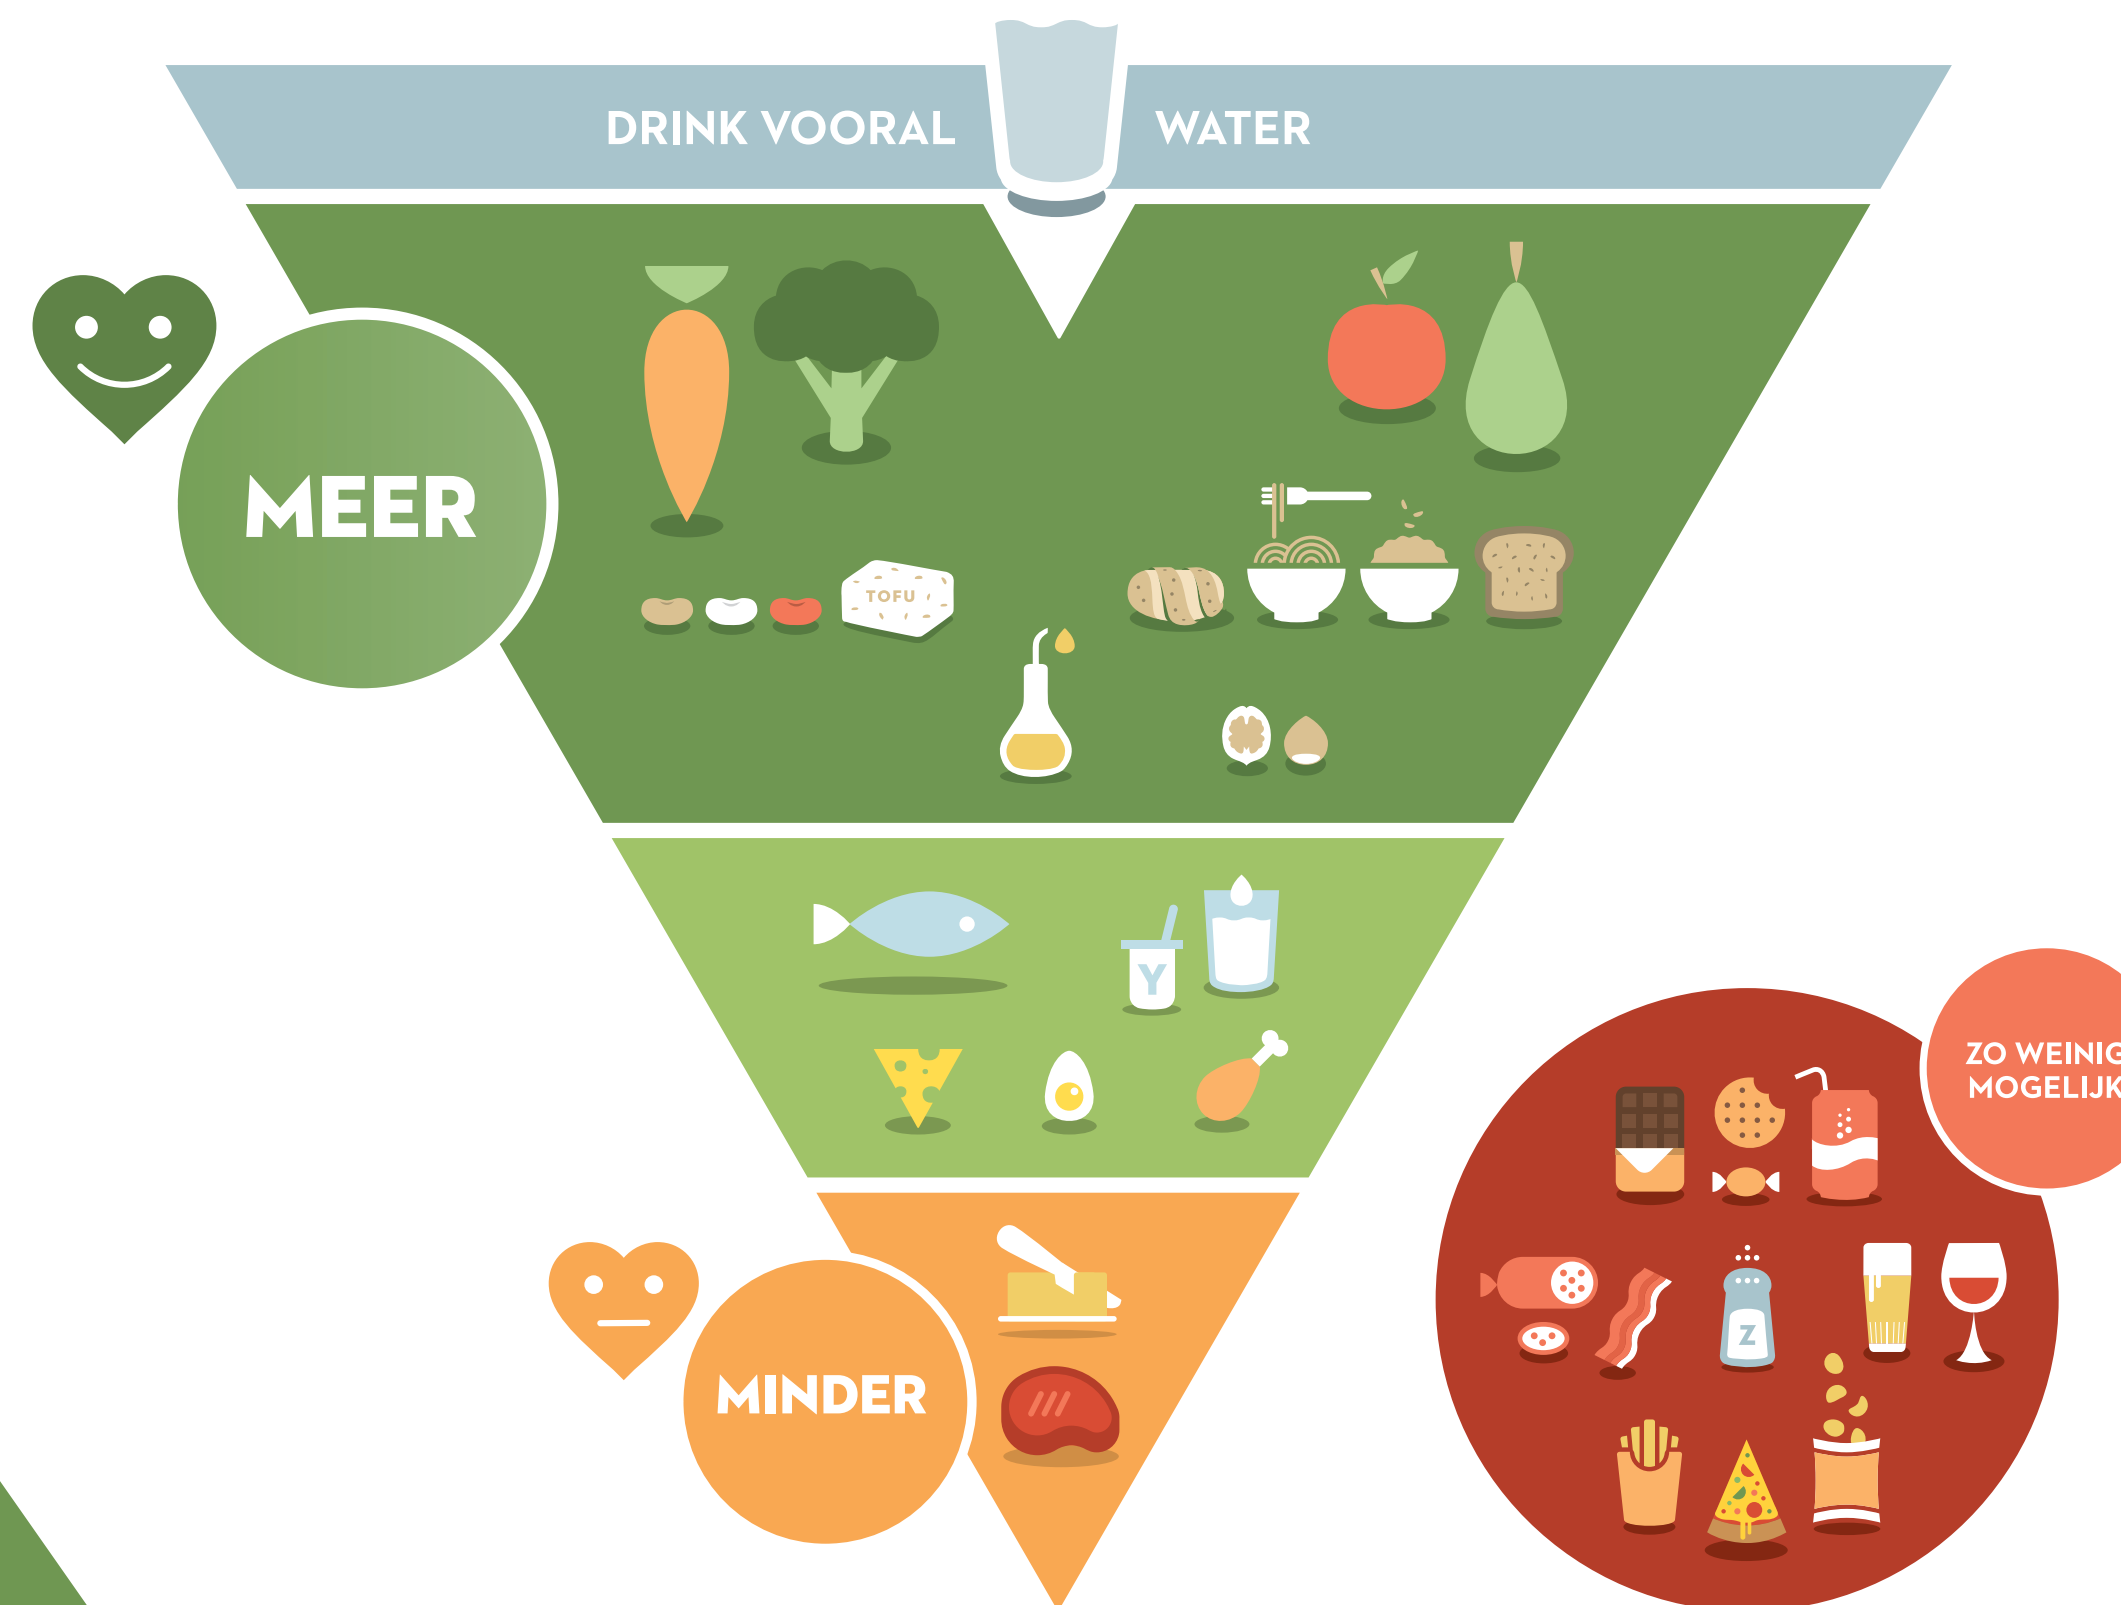 DRINK VOORAL WATER
MEER
TOFU
Y
ZO WEINIG
MOGELIJK
Z
MINDER